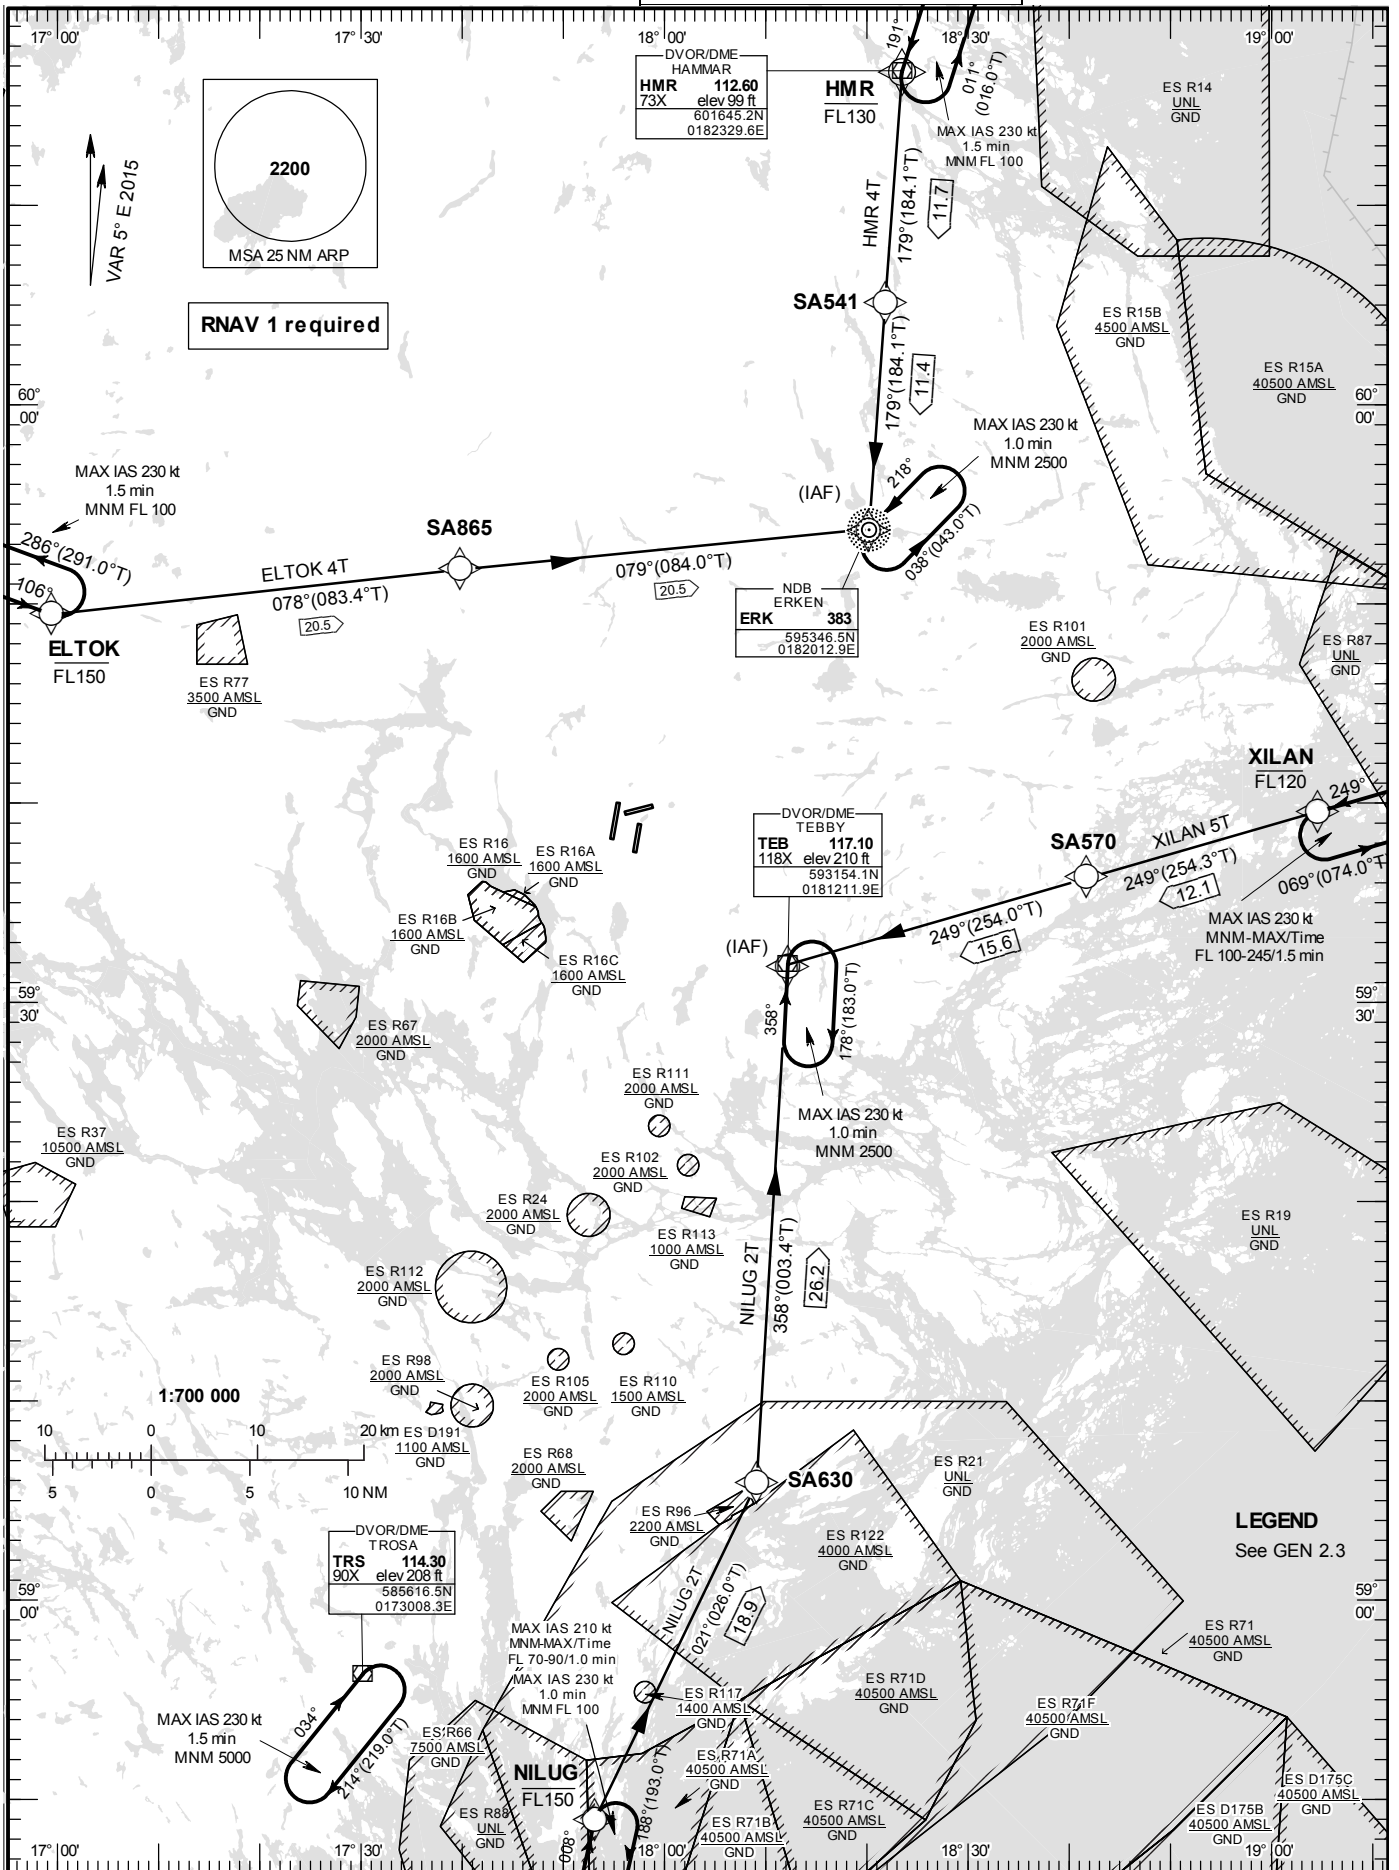 17° 00'
17° 30'
18° 00'
18° 30'
19° 00'
VAR 5° E 2015
2200
MSA 25 NM ARP
RNAV 1 required
DVOR/DME
HAMMAR
HMR 112.60
73X elev 99 ft
601645.2N
0182329.6E
HMR
FL130
191°
011°
(016.0°T)
MAX IAS 230 kt
1.5 min
MNM FL 100
HMR 4T
179°(184.1°T)
11.7
SA541
179°(184.1°T)
11.4
ES R14
UNL
GND
ES R15B
4500 AMSL
GND
ES R15A
40500 AMSL
GND
60°
00'
60°
00'
MAX IAS 230 kt
1.0 min
MNM 2500
(IAF)
218°
038°(043.0°T)
MAX IAS 230 kt
1.5 min
MNM FL 100
286°(291.0°T)
106°
ELTOK
FL150
ELTOK 4T
078°(083.4°T)
20.5
SA865
079°(084.0°T)
20.5
NDB
ERKEN
ERK 383
595346.5N
0182012.9E
ES R77
3500 AMSL
GND
ES R101
2000 AMSL
GND
ES R87
UNL
GND
XILAN
FL120
249°
069°(074.0°T
XILAN 5T
249°(254.3°T)
12.1
SA570
249°(254.0°T)
15.6
MAX IAS 230 kt
MNM-MAX/Time
FL 100-245/1.5 min
DVOR/DME
TEBBY
TEB 117.10
118X elev 210 ft
593154.1N
0181211.9E
(IAF)
358°
178°(183.0°T)
MAX IAS 230 kt
1.0 min
MNM 2500
ES R16
1600 AMSL
GND
ES R16A
1600 AMSL
GND
ES R16B
1600 AMSL
GND
ES R16C
1600 AMSL
GND
59°
30'
59°
30'
ES R67
2000 AMSL
GND
ES R111
2000 AMSL
GND
ES R37
10500 AMSL
GND
ES R102
2000 AMSL
GND
ES R24
2000 AMSL
GND
ES R113
1000 AMSL
GND
ES R19
UNL
GND
ES R112
2000 AMSL
GND
NILUG 2T
358°(003.4°T)
26.2
ES R98
2000 AMSL
GND
ES R105
2000 AMSL
GND
ES R110
1500 AMSL
GND
1:700 000
10 0 10 20 km
5 0 5 10 NM
ES D191
1100 AMSL
GND
ES R68
2000 AMSL
GND
SA630
ES R21
UNL
GND
ES R96
2200 AMSL
GND
ES R122
4000 AMSL
GND
LEGEND
See GEN 2.3
DVOR/DME
TROSA
TRS 114.30
90X elev 208 ft
585616.5N
0173008.3E
59°
00'
59°
00'
NILUG 2T
021°(026.0°T)
18.9
MAX IAS 210 kt
MNM-MAX/Time
FL 70-90/1.0 min
MAX IAS 230 kt
1.0 min
MNM FL 100
ES R71
40500 AMSL
GND
ES R71D
40500 AMSL
GND
ES R117
1400 AMSL
GND
ES R71F
40500 AMSL
GND
034°
214°(219.0°T)
MAX IAS 230 kt
1.5 min
MNM 5000
ES R66
7500 AMSL
GND
NILUG
FL150
008°
188°(193.0°T)
ES R71A
40500 AMSL
GND
ES R88
UNL
GND
ES R71B
40500 AMSL
GND
ES R71C
40500 AMSL
GND
ES D175C
40500 AMSL
GND
ES D175B
40500 AMSL
GND
17° 00'
17° 30'
18° 00'
18° 30'
19° 00'